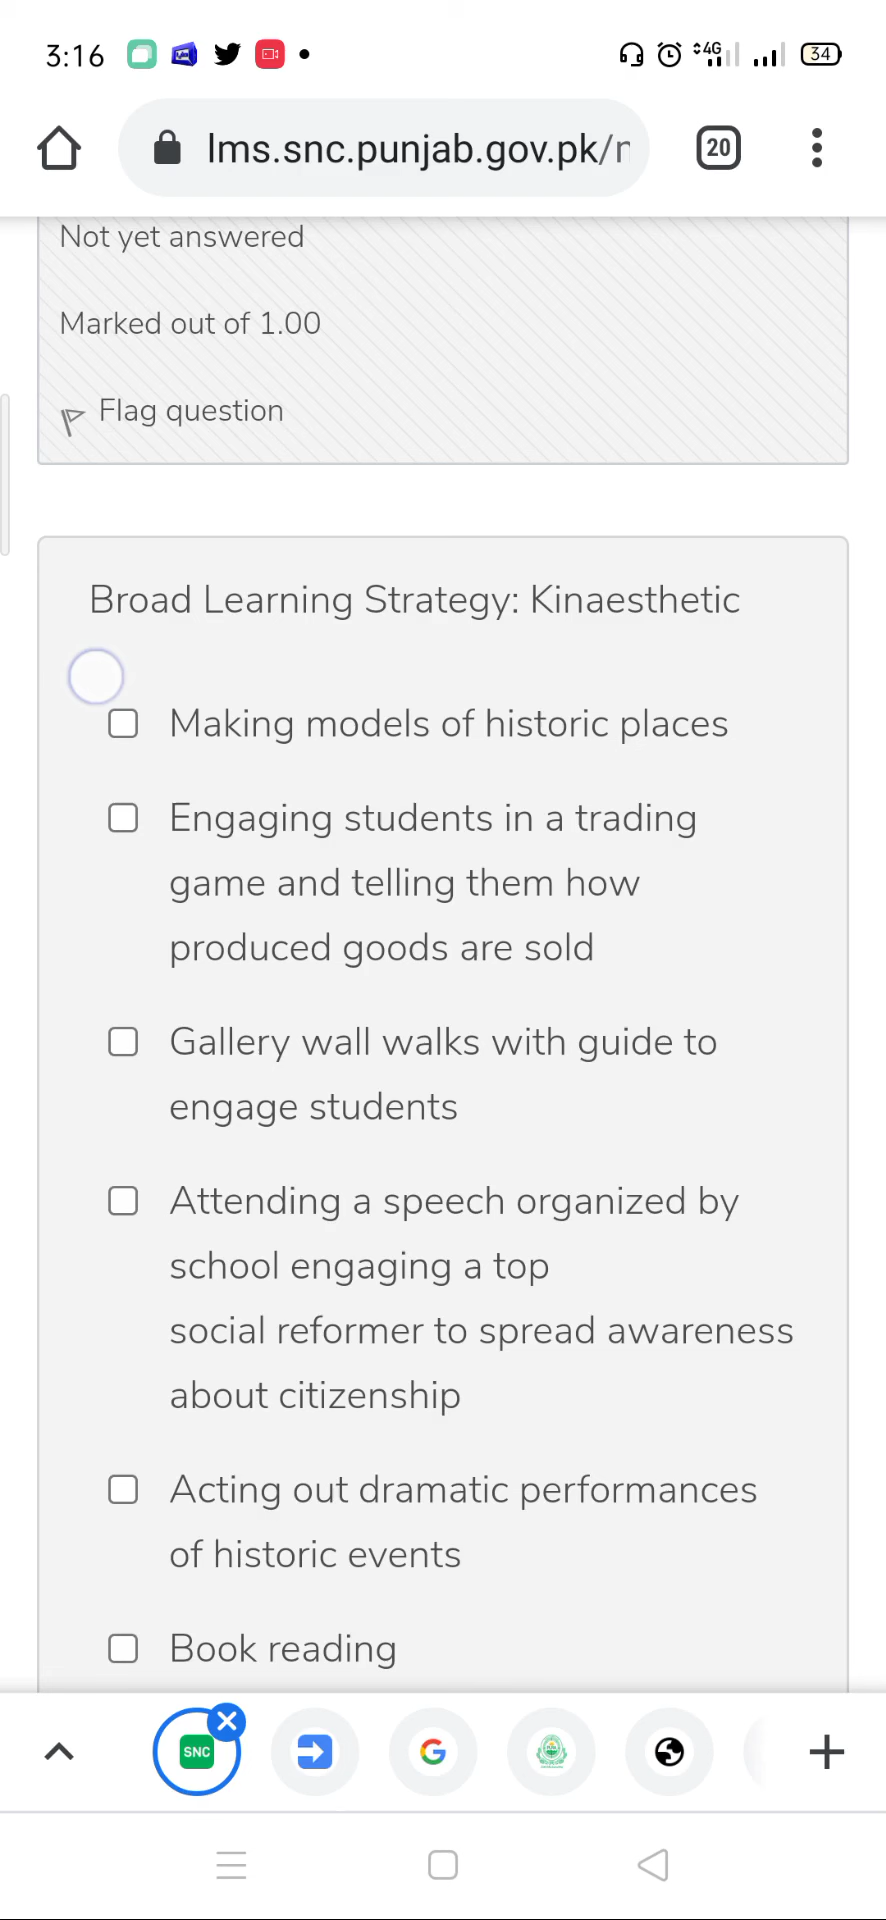 3:16
4G
34
lms.snc.punjab.gov.pk/r
20
Not yet answered
Marked out of 1.00
Flag question
Broad Learning Strategy: Kinaesthetic
Making models of historic places
Engaging students in a trading
game and telling them how
produced goods are sold
Gallery wall walks with guide to
engage students
Attending a speech organized by
school engaging a top
social reformer to spread awareness
about citizenship
Acting out dramatic performances
of historic events
Book reading
SNC